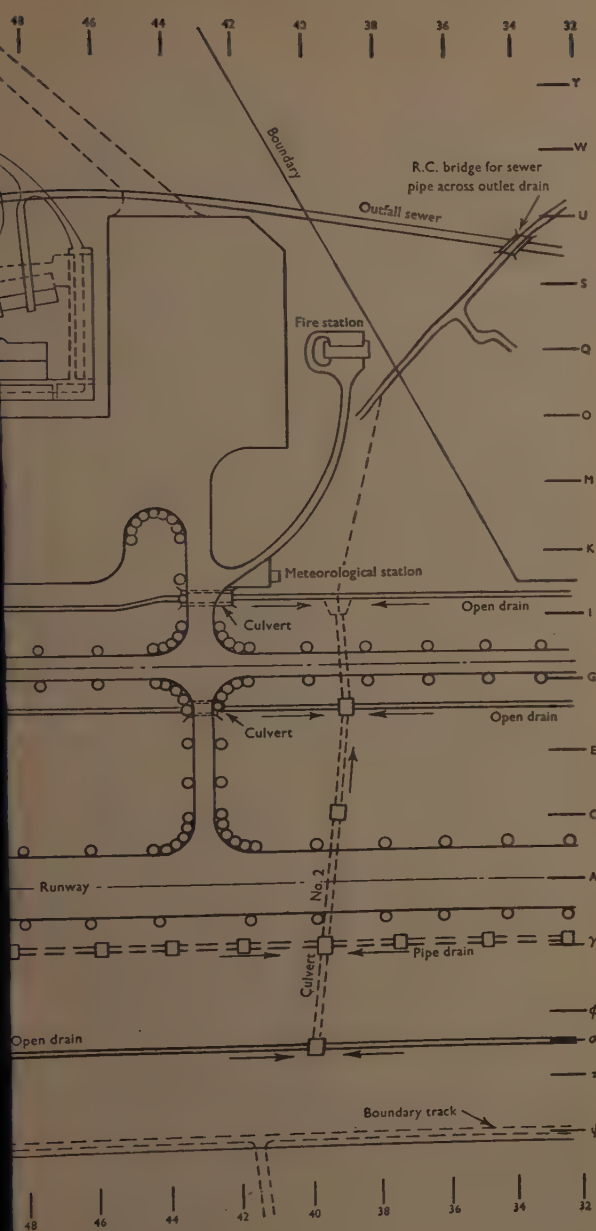 48 46 44 42 40 38 36 34 32
Y
W
Boundary
R.C. bridge for sewer
pipe across outlet drain
Outfall sewer
U
S
Fire station
Q
O
M
K
Meteorological station
Open drain
I
Culvert
G
Open drain
Culvert
E
C
Runway
A
Culvert No. 2
Pipe drain
γ
φ
Open drain
σ
τ
Boundary track
ψ
48 46 44 42 40 38 36 34 32